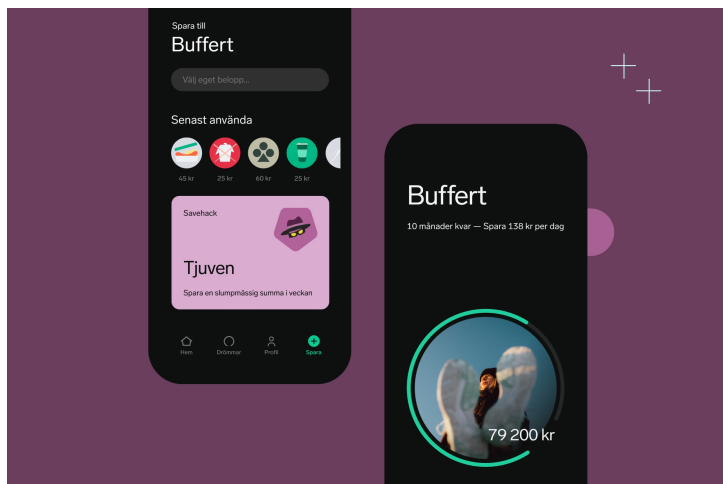 Spara till
Buffert
Välj eget belopp...
Senast använda
45 kr 25 kr 60 kr 25 kr
Savehack
Tjuven
Spara en slumpmässig summa i veckan
Hem Drömmar Profil Spara
Buffert
10 månader kvar — Spara 138 kr per dag
79 200 kr